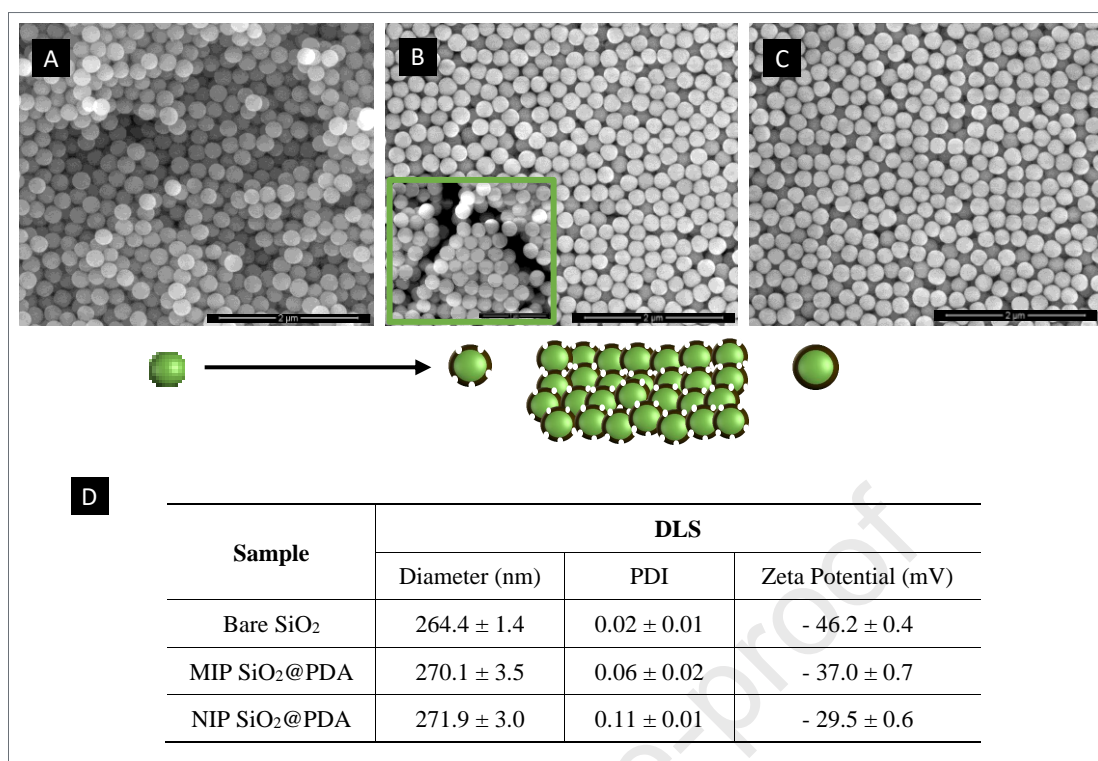 A
B
C
2 µm
2 µm
2 µm
D
Sample
DLS
Diameter (nm)
PDI
Zeta Potential (mV)
Bare SiO₂
264.4 ± 1.4
0.02 ± 0.01
- 46.2 ± 0.4
MIP SiO₂@PDA
270.1 ± 3.5
0.06 ± 0.02
- 37.0 ± 0.7
NIP SiO₂@PDA
271.9 ± 3.0
0.11 ± 0.01
- 29.5 ± 0.6
e-proof